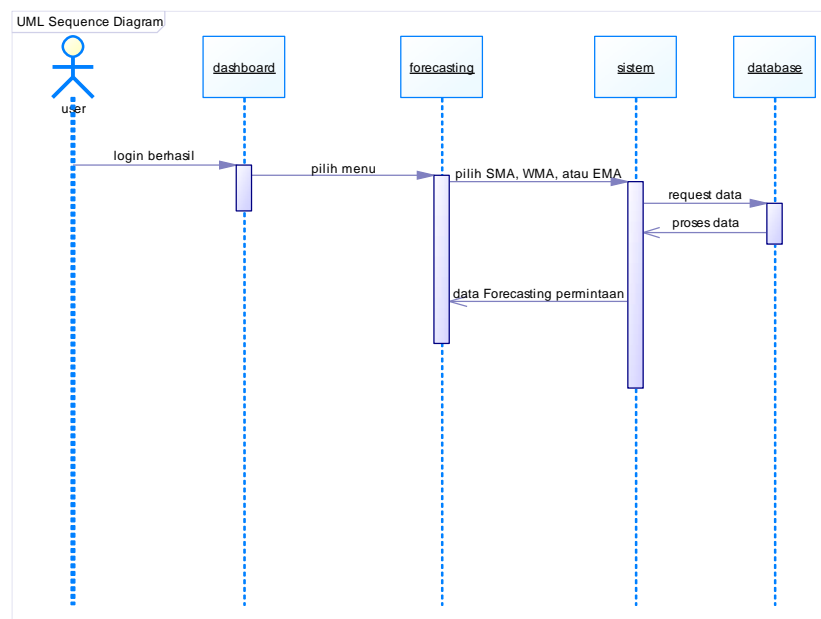 UML Sequence Diagram
user
dashboard
forecasting
sistem
database
login berhasil
pilih menu
pilih SMA, WMA, atau EMA
request data
proses data
data Forecasting permintaan